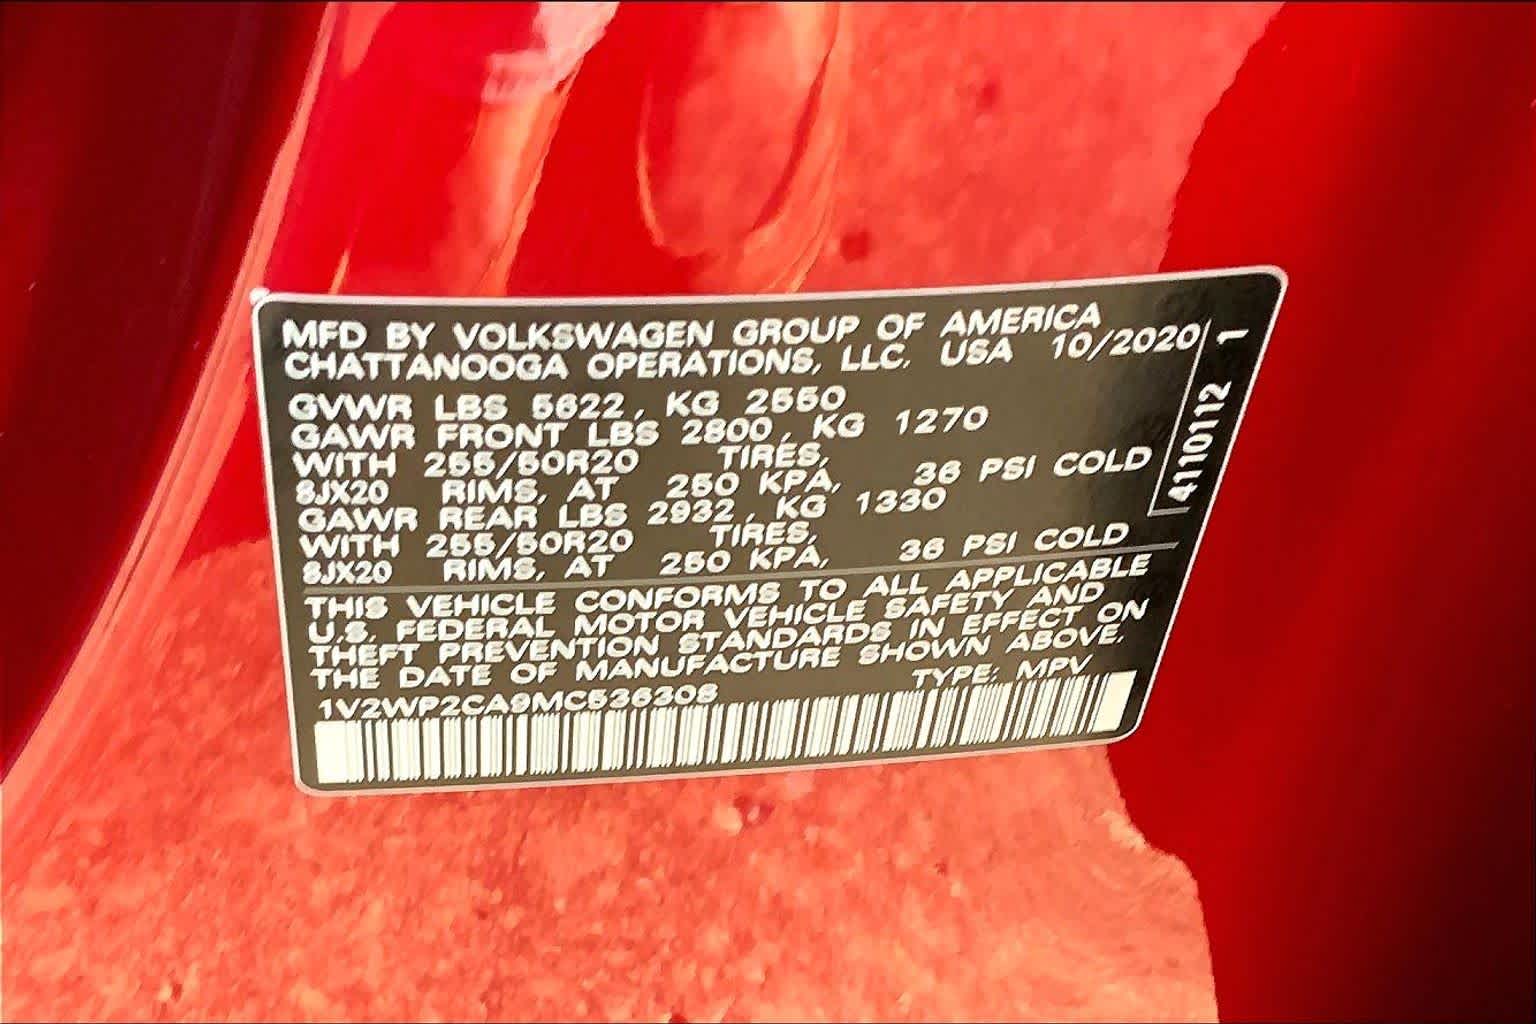 MFD BY VOLKSWAGEN GROUP OF AMERICA
CHATTANOOGA OPERATIONS, LLC. USA 10/2020
GVWR LBS 5622, KG 2550
GAWR FRONT LBS 2800, KG 1270
WITH 255/50R20 TIRES,
8JX20 RIMS, AT 250 KPA, 36 PSI COLD
GAWR REAR LBS 2932, KG 1330
WITH 255/50R20 TIRES,
8JX20 RIMS, AT 250 KPA, 36 PSI COLD
THIS VEHICLE CONFORMS TO ALL APPLICABLE
U.S. FEDERAL MOTOR VEHICLE SAFETY AND
THEFT PREVENTION STANDARDS IN EFFECT ON
THE DATE OF MANUFACTURE SHOWN ABOVE.
1V2WP2CA9MC536308 TYPE: MPV
4110112 1